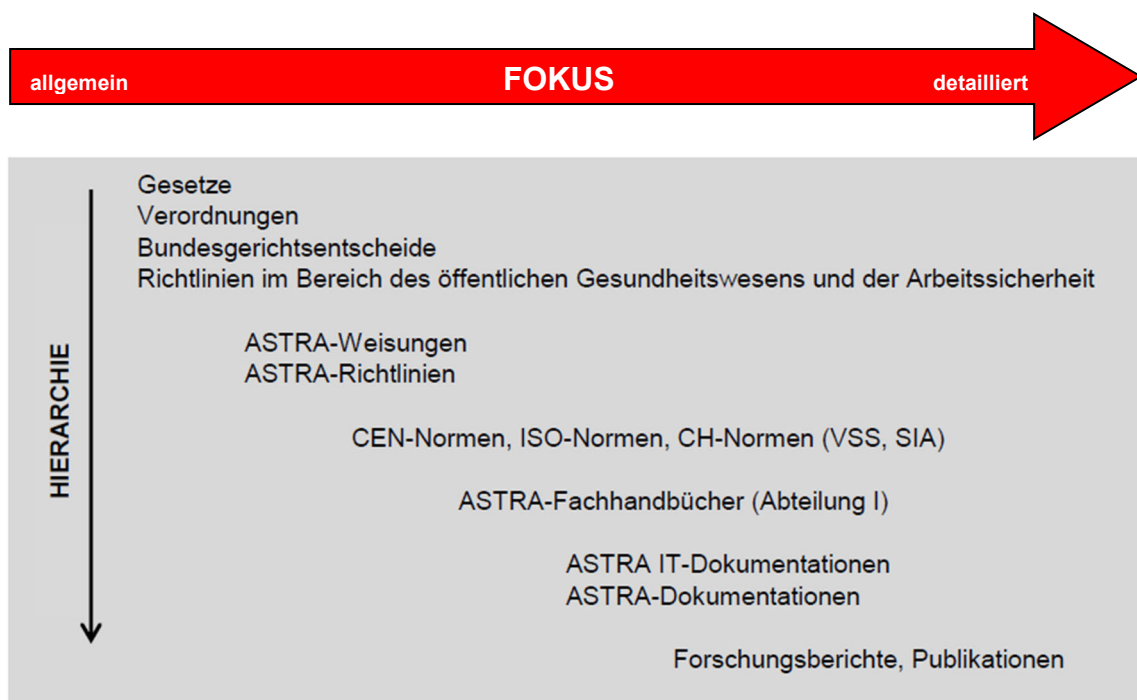 allgemein FOKUS detailliert
Gesetze
Verordnungen
Bundesgerichtsentscheide
Richtlinien im Bereich des öffentlichen Gesundheitswesens und der Arbeitssicherheit
HIERARCHIE
ASTRA-Weisungen
ASTRA-Richtlinien
CEN-Normen, ISO-Normen, CH-Normen (VSS, SIA)
ASTRA-Fachhandbücher (Abteilung I)
ASTRA IT-Dokumentationen
ASTRA-Dokumentationen
Forschungsberichte, Publikationen